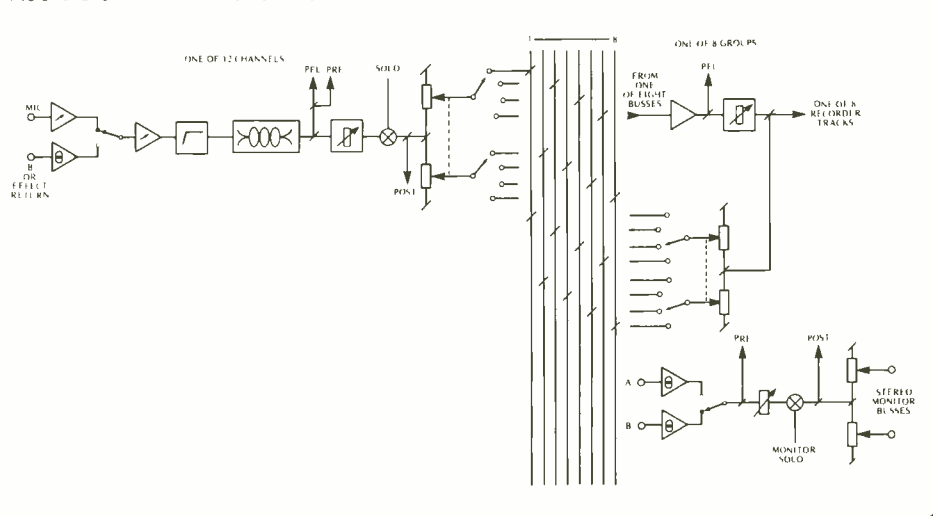 1 8
ONE OF 12 CHANNELS
ONE OF 8 GROUPS
PFL PRE
SOLO
PFL
FROM
ONE
OF EIGHT
BUSSES
MIC
ONE OF 8
RECORDER
TRACKS
B
OR
EFFECT
RETURN
POST
PRE
POST
A
B
STEREO
MONITOR
BUSSES
MONITOR
SOLO